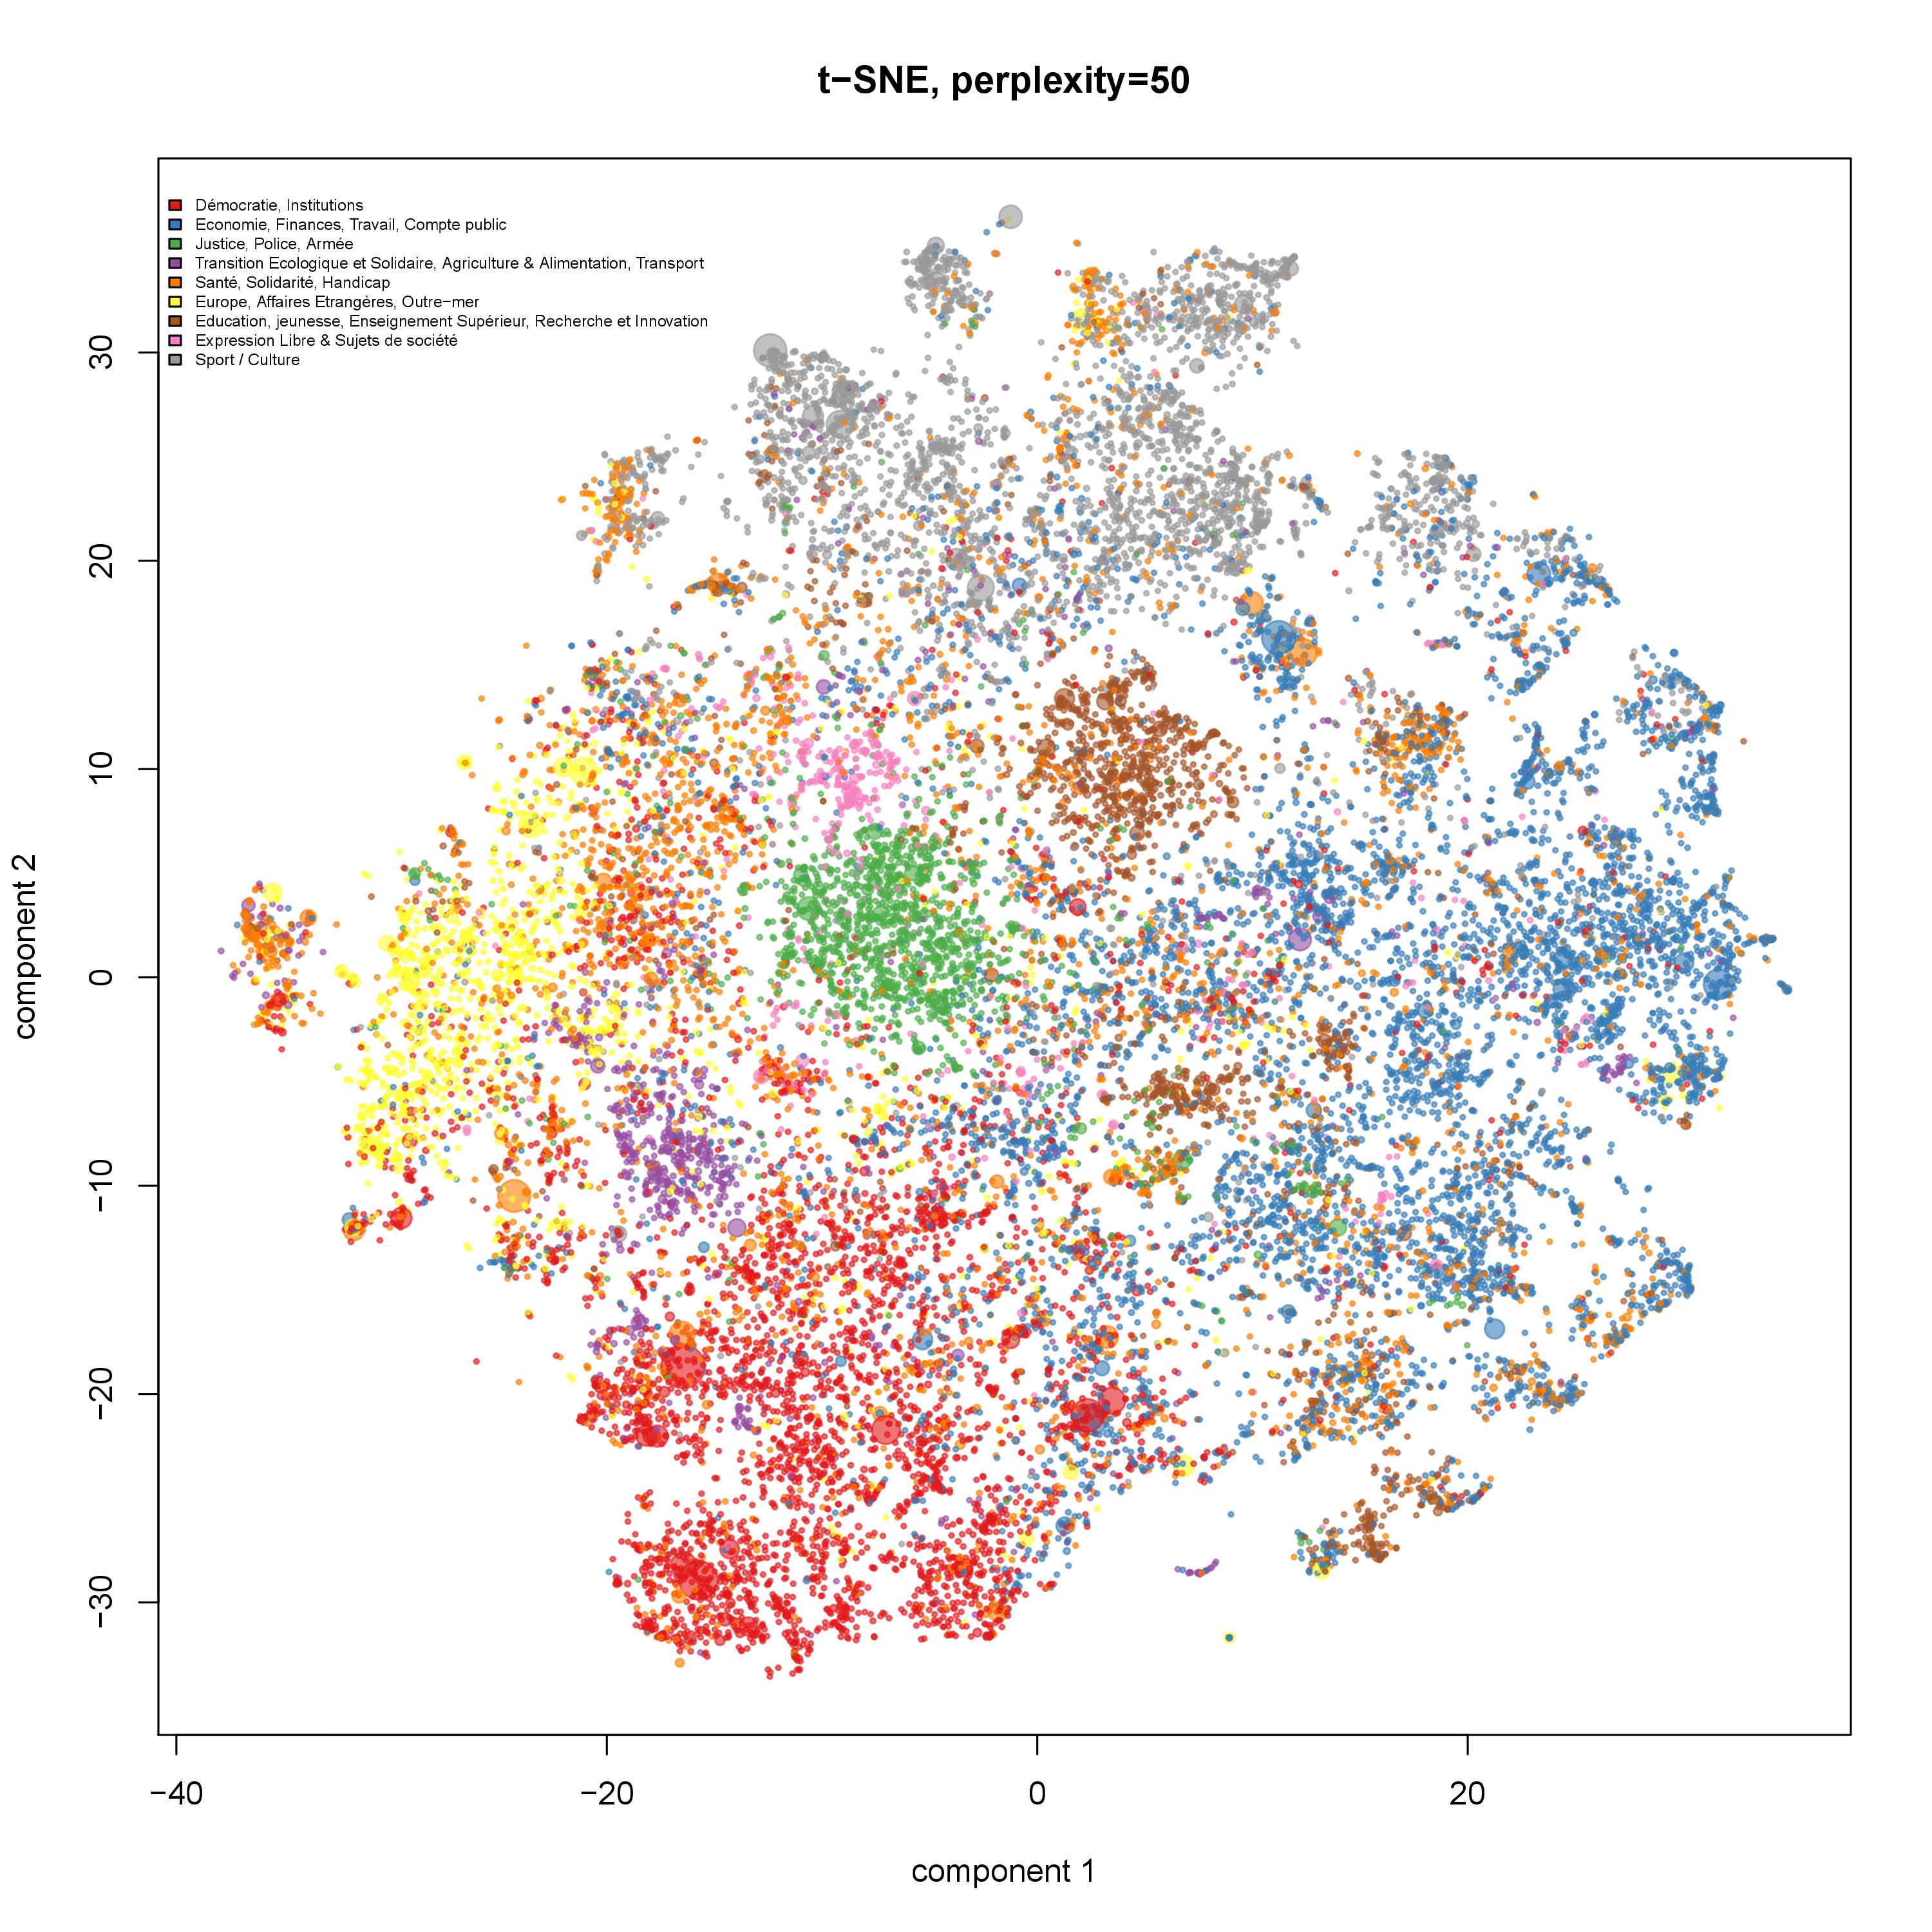 t−SNE, perplexity=50
Démocratie, Institutions
Economie, Finances, Travail, Compte public
Justice, Police, Armée
Transition Ecologique et Solidaire, Agriculture & Alimentation, Transport
Santé, Solidarité, Handicap
Europe, Affaires Etrangères, Outre-mer
Education, jeunesse, Enseignement Supérieur, Recherche et Innovation
Expression Libre & Sujets de société
Sport / Culture
30
20
10
0
−10
−20
−30
component 2
−40
−20
0
20
component 1